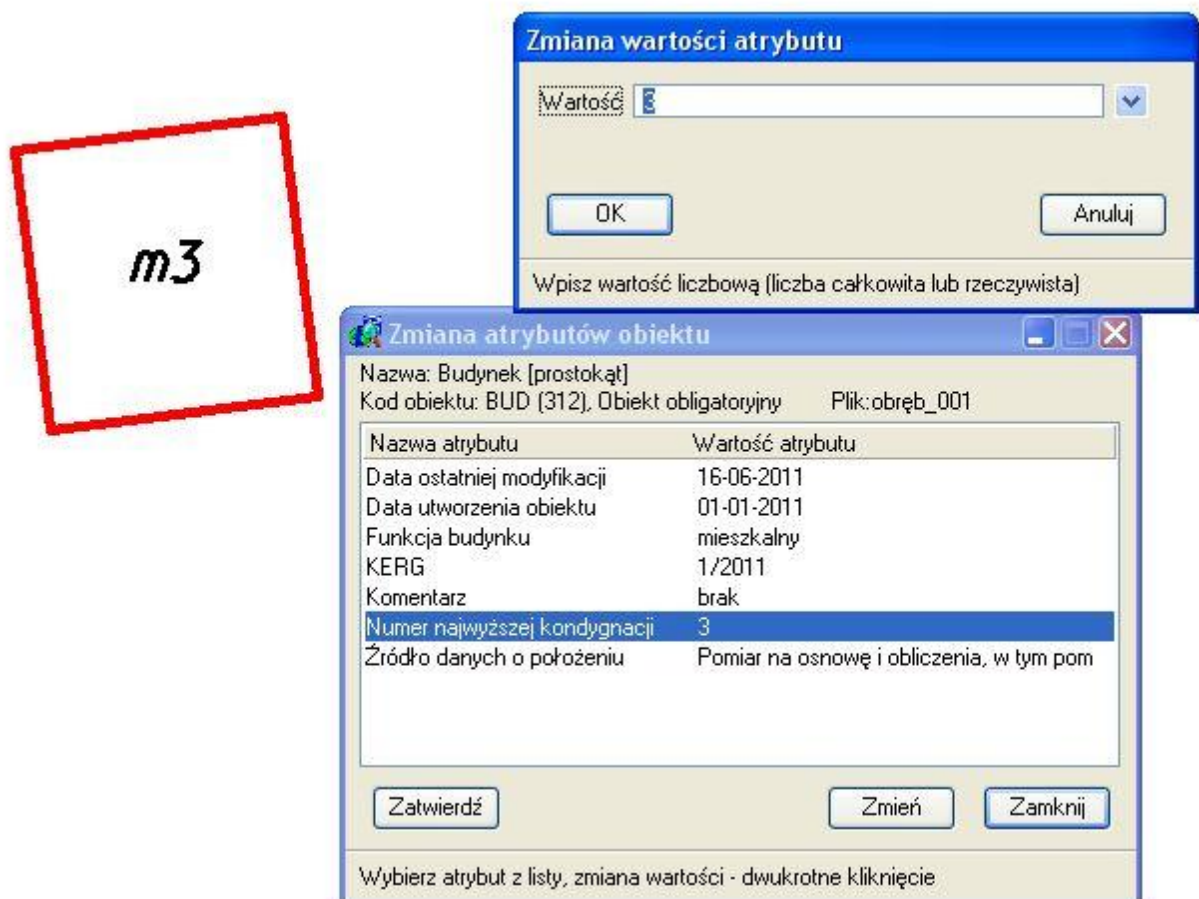 Zmiana wartości atrybutu
Wartość 3
OK Anuluj
Wpisz wartość liczbową (liczba całkowita lub rzeczywista)
m3
Zmiana atrybutów obiektu
Nazwa: Budynek [prostokąt]
Kod obiektu: BUD (312), Obiekt obligatoryjny Plik:obręb_001
Nazwa atrybutu Wartość atrybutu
Data ostatniej modyfikacji 16-06-2011
Data utworzenia obiektu 01-01-2011
Funkcja budynku mieszkalny
KERG 1/2011
Komentarz brak
Numer najwyższej kondygnacji 3
Źródło danych o położeniu Pomiar na osnowę i obliczenia, w tym pom
Zatwierdź Zmień Zamknij
Wybierz atrybut z listy, zmiana wartości - dwukrotne kliknięcie